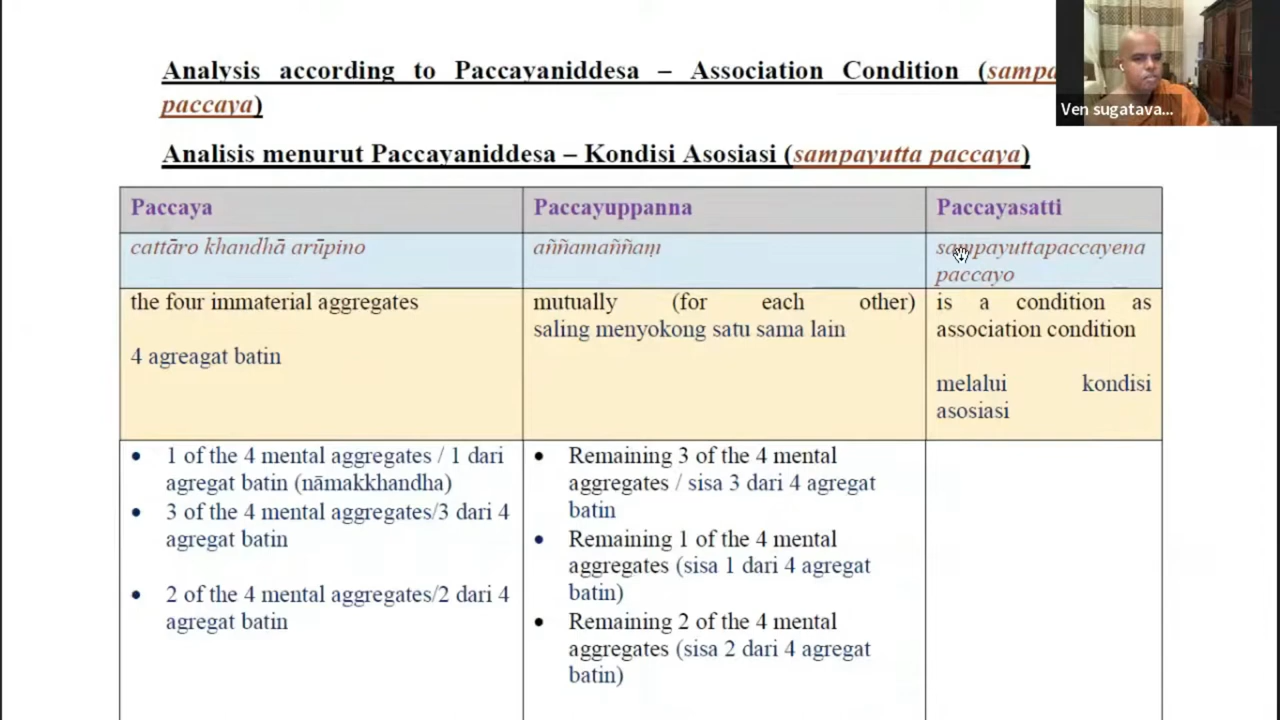 Analysis according to Paccayaniddesa – Association Condition (sampa
paccaya)
Analisis menurut Paccayaniddesa – Kondisi Asosiasi (sampayutta paccaya)
Ven sugatava...
Paccaya
Paccayuppanna
Paccayasatti
cattāro khandhā arūpino
aññamaññaṃ
sampayuttapaccayena
paccayo
the four immaterial aggregates
4 agreagat batin
mutually (for each other)
saling menyokong satu sama lain
is a condition as
association condition
melalui kondisi
asosiasi
• 1 of the 4 mental aggregates / 1 dari
agregat batin (nāmakkhandha)
• 3 of the 4 mental aggregates/3 dari 4
agregat batin
• 2 of the 4 mental aggregates/2 dari 4
agregat batin
• Remaining 3 of the 4 mental
aggregates / sisa 3 dari 4 agregat
batin
• Remaining 1 of the 4 mental
aggregates (sisa 1 dari 4 agregat
batin)
• Remaining 2 of the 4 mental
aggregates (sisa 2 dari 4 agregat
batin)